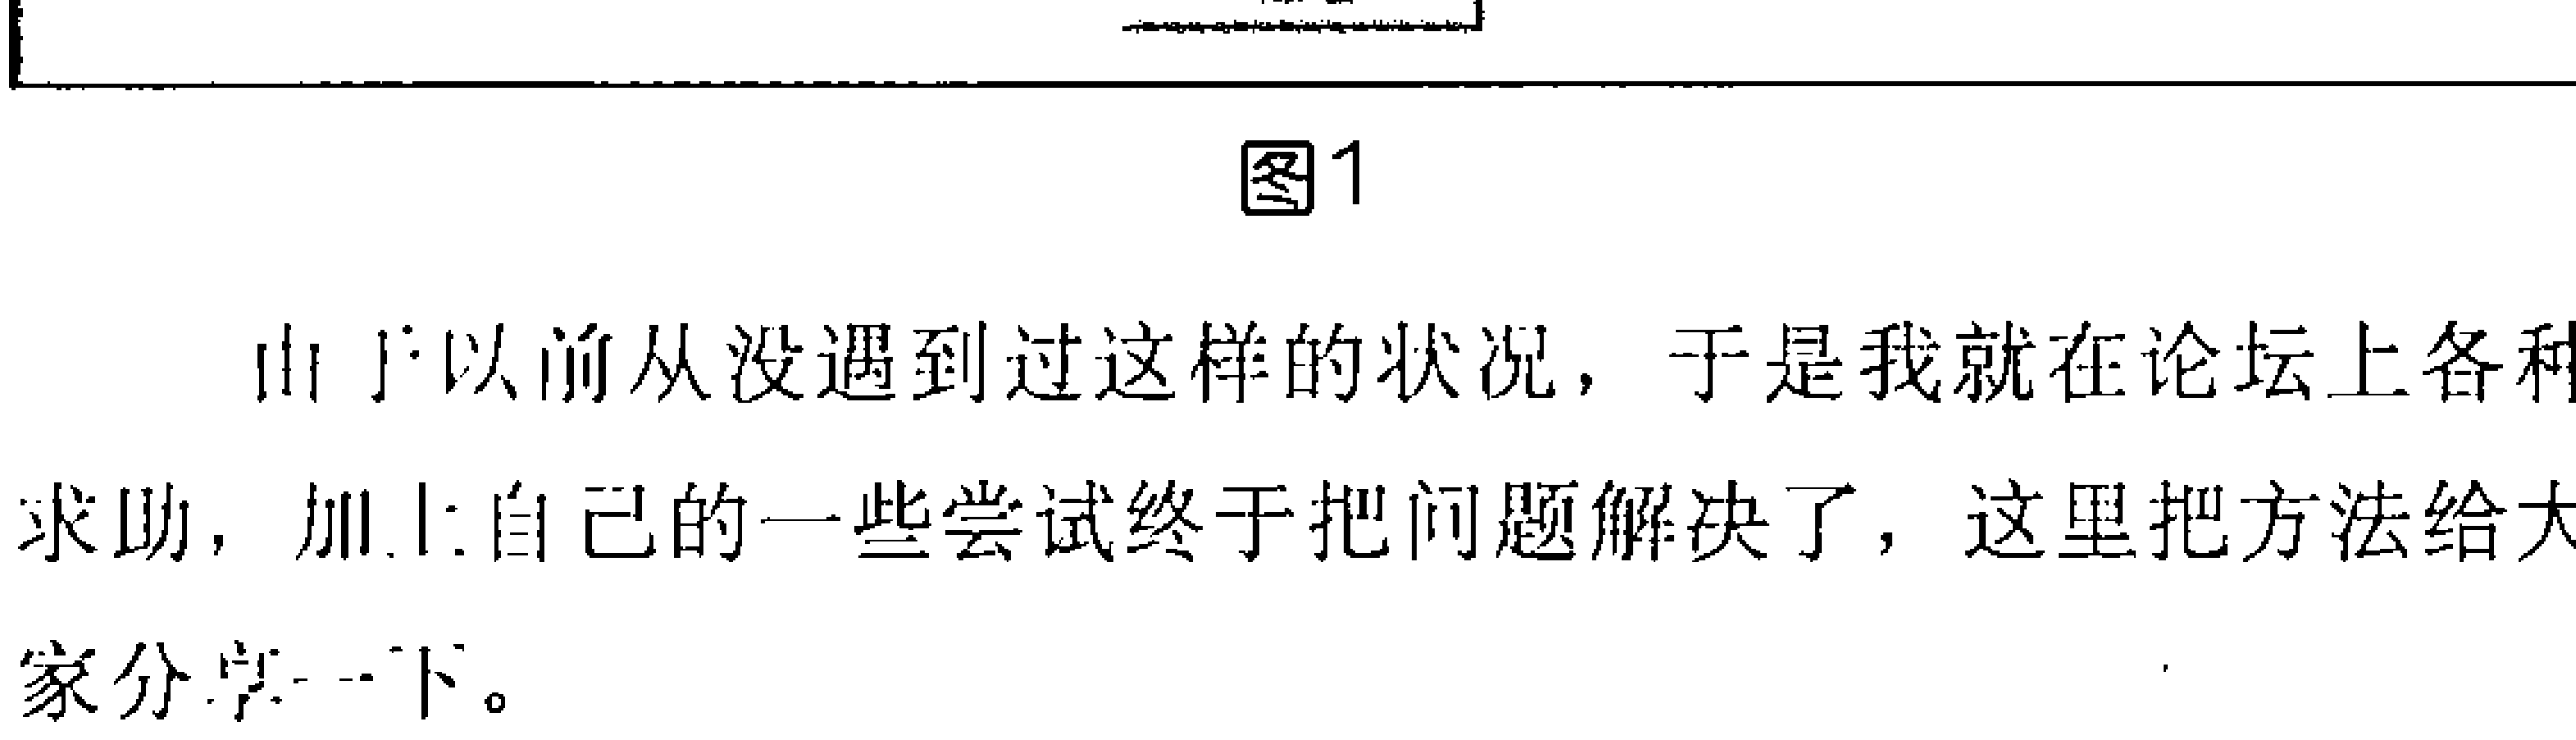 图1
由于以前从没遇到过这样的状况，于是我就在论坛上各种
求助，加上自己的一些尝试终于把问题解决了，这里把方法给大
家分享一下。